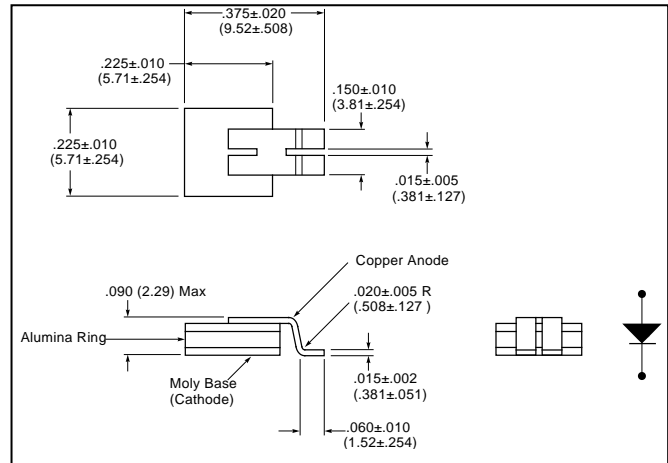 .375±.020
(9.52±.508)
.225±.010
(5.71±.254)
.150±.010
(3.81±.254)
.225±.010
(5.71±.254)
.015±.005
(.381±.127)
Copper Anode
.090 (2.29) Max
.020±.005 R
(.508±.127 )
Alumina Ring
Moly Base
(Cathode)
.015±.002
(.381±.051)
.060±.010
(1.52±.254)